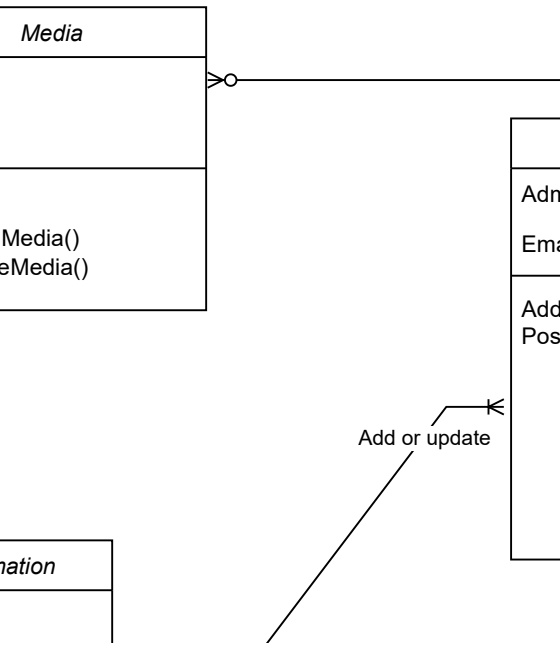 Media
Media()
eMedia()
Adm
Ema
Add
Pos
Add or update
nation